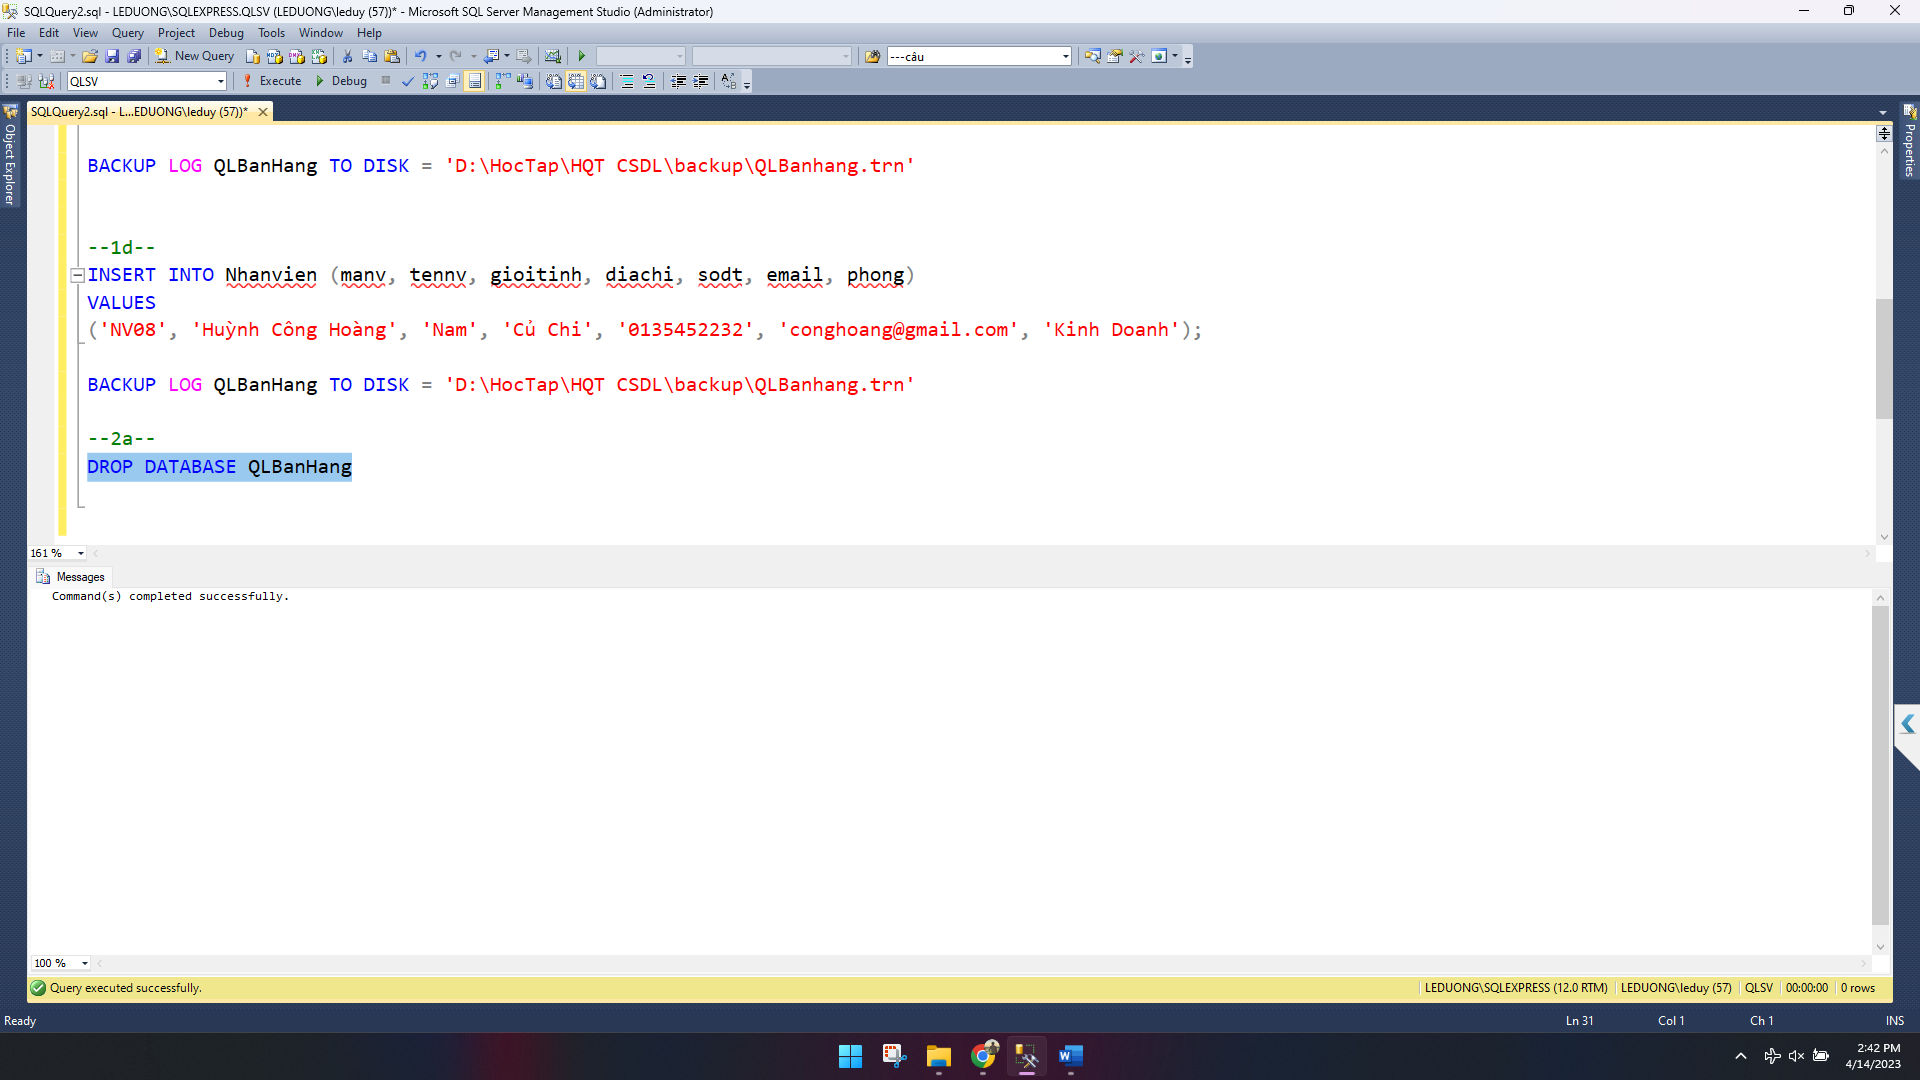 SQLQuery2.sql - LEDUONG\SQLEXPRESS.QLSV (LEDUONG\leduy (57))* - Microsoft SQL Server Management Studio (Administrator)
File Edit View Query Project Debug Tools Window Help
New Query ---câu
QLSV Execute Debug
SQLQuery2.sql - L...EDUONG\leduy (57))*
Object Explorer
Properties
BACKUP LOG QLBanHang TO DISK = 'D:\HocTap\HQT CSDL\backup\QLBanhang.trn'
--1d--
INSERT INTO Nhanvien (manv, tennv, gioitinh, diachi, sodt, email, phong)
VALUES
('NV08', 'Huỳnh Công Hoàng', 'Nam', 'Củ Chi', '0135452232', 'conghoang@gmail.com', 'Kinh Doanh');
BACKUP LOG QLBanHang TO DISK = 'D:\HocTap\HQT CSDL\backup\QLBanhang.trn'
--2a--
DROP DATABASE QLBanHang
161 %
Messages
Command(s) completed successfully.
100 %
Query executed successfully. LEDUONG\SQLEXPRESS (12.0 RTM) LEDUONG\leduy (57) QLSV 00:00:00 0 rows
Ready Ln 31 Col 1 Ch 1 INS
2:42 PM
4/14/2023